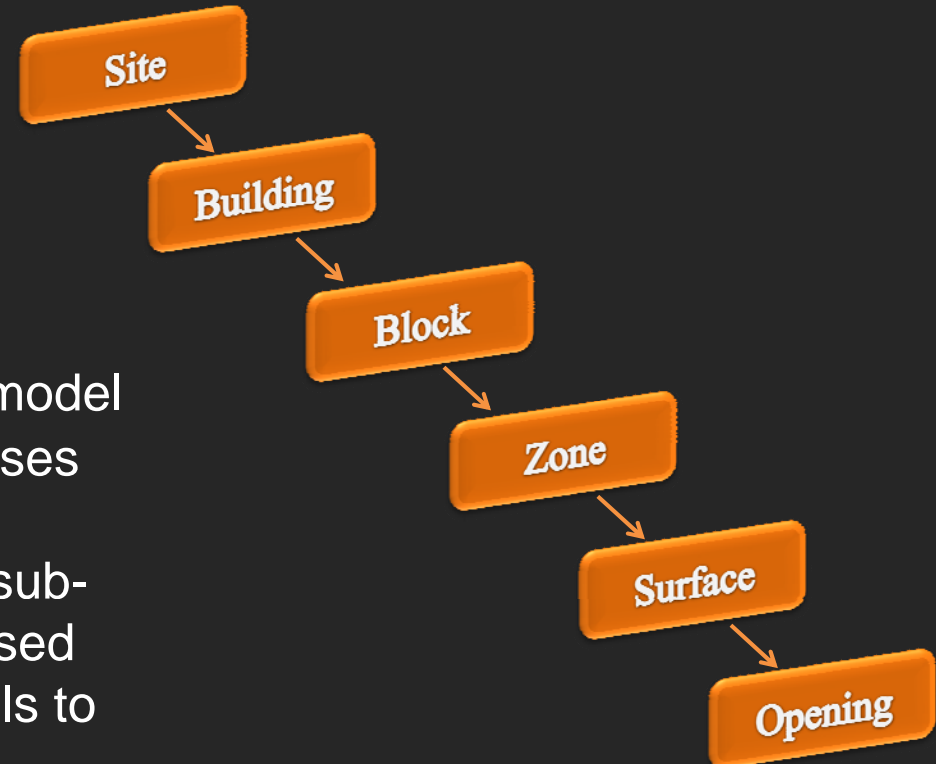 Site
Building
Block
model
ses
Zone
sub-
Surface
sed
ls to
Opening